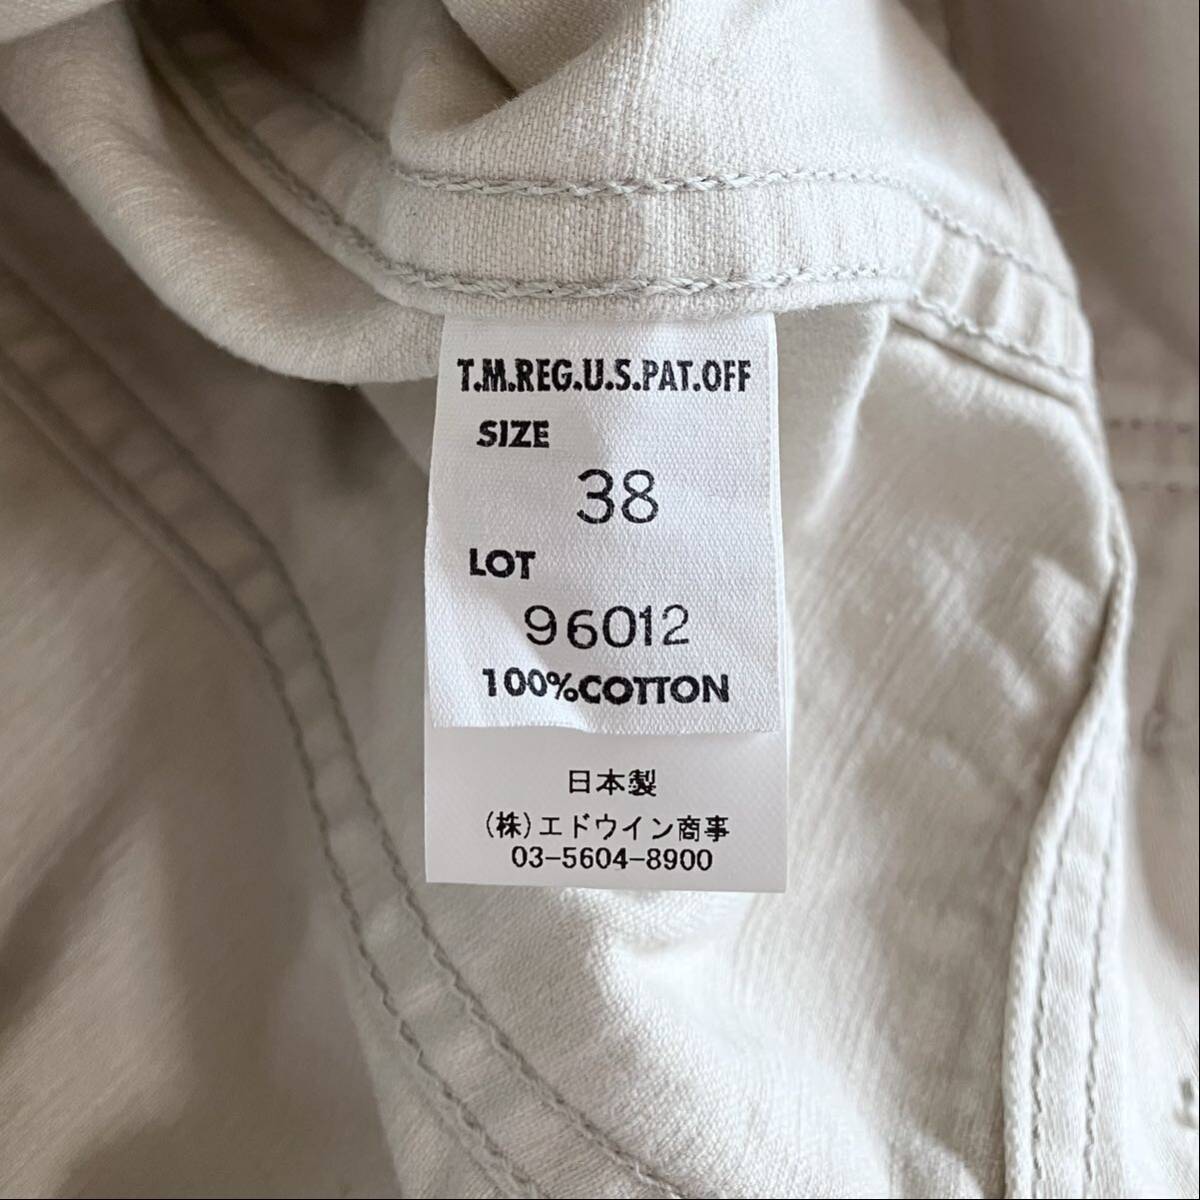 T.M.REG.U.S.PAT.OFF
SIZE
38
LOT
96012
100%COTTON
日本製
(株)エドウイン商事
03-5604-8900